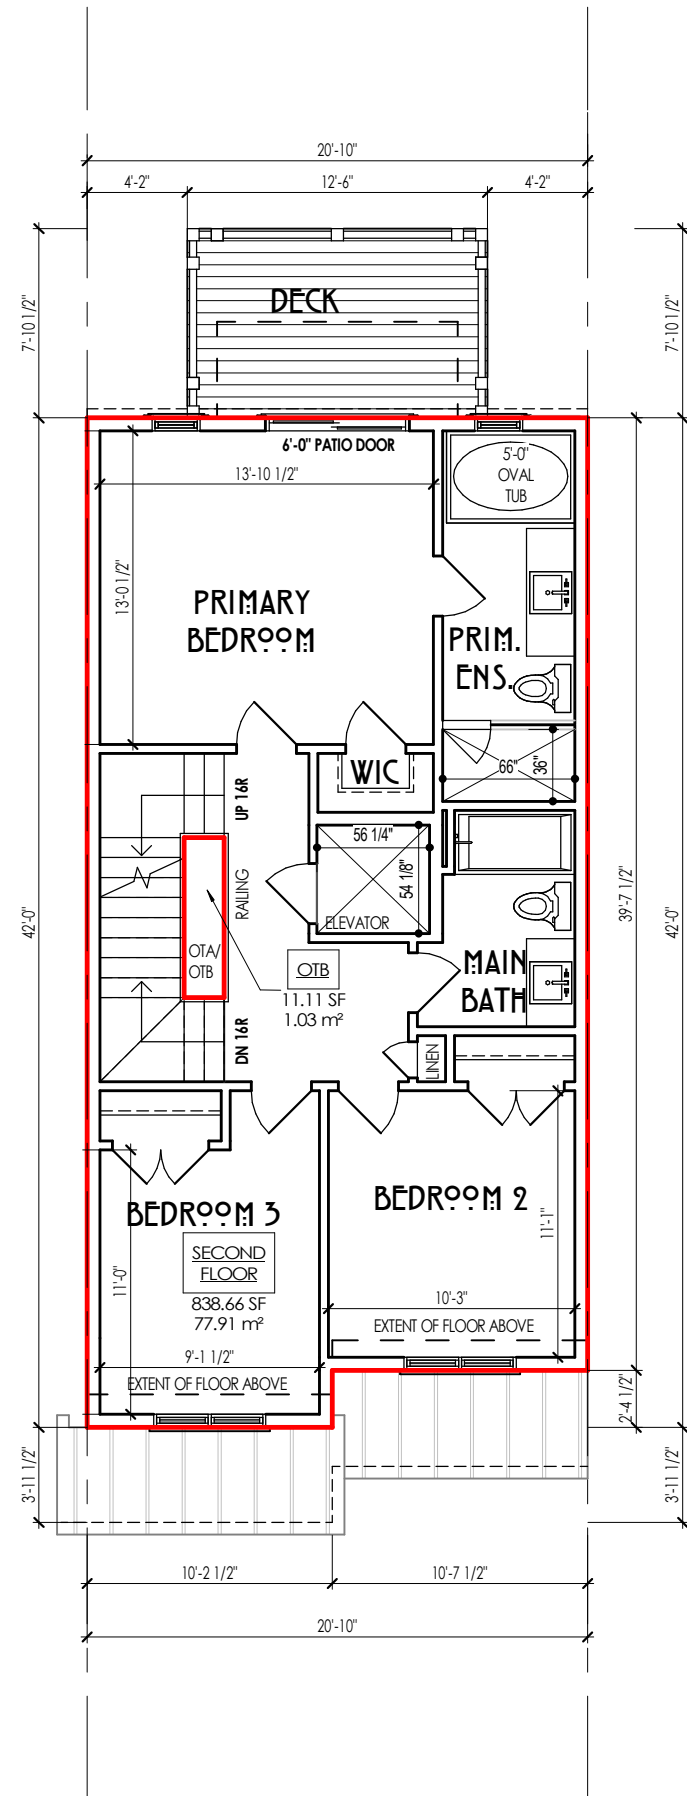 20'-10"
4'-2"
12'-6"
4'-2"
7'-10 1/2"
7'-10 1/2"
DECK
6'-0" PATIO DOOR
13'-10 1/2"
5'-0"
OVAL
TUB
13'-0 1/2"
PRIMARY
BEDROOM
PRIM.
ENS.
WIC
66"
36"
UP 16R
56 1/4"
54 1/8"
ELEVATOR
RAILING
42'-0"
39'-7 1/2"
42'-0"
OTA/
OTB
OTB
11.11 SF
1.03 m²
MAIN
BATH
DN 16R
LINEN
BEDROOM 3
BEDROOM 2
11'-0"
11'-1"
SECOND
FLOOR
838.66 SF
77.91 m²
10'-3"
EXTENT OF FLOOR ABOVE
9'-1 1/2"
EXTENT OF FLOOR ABOVE
2'-4 1/2"
3'-11 1/2"
3'-11 1/2"
10'-2 1/2"
10'-7 1/2"
20'-10"